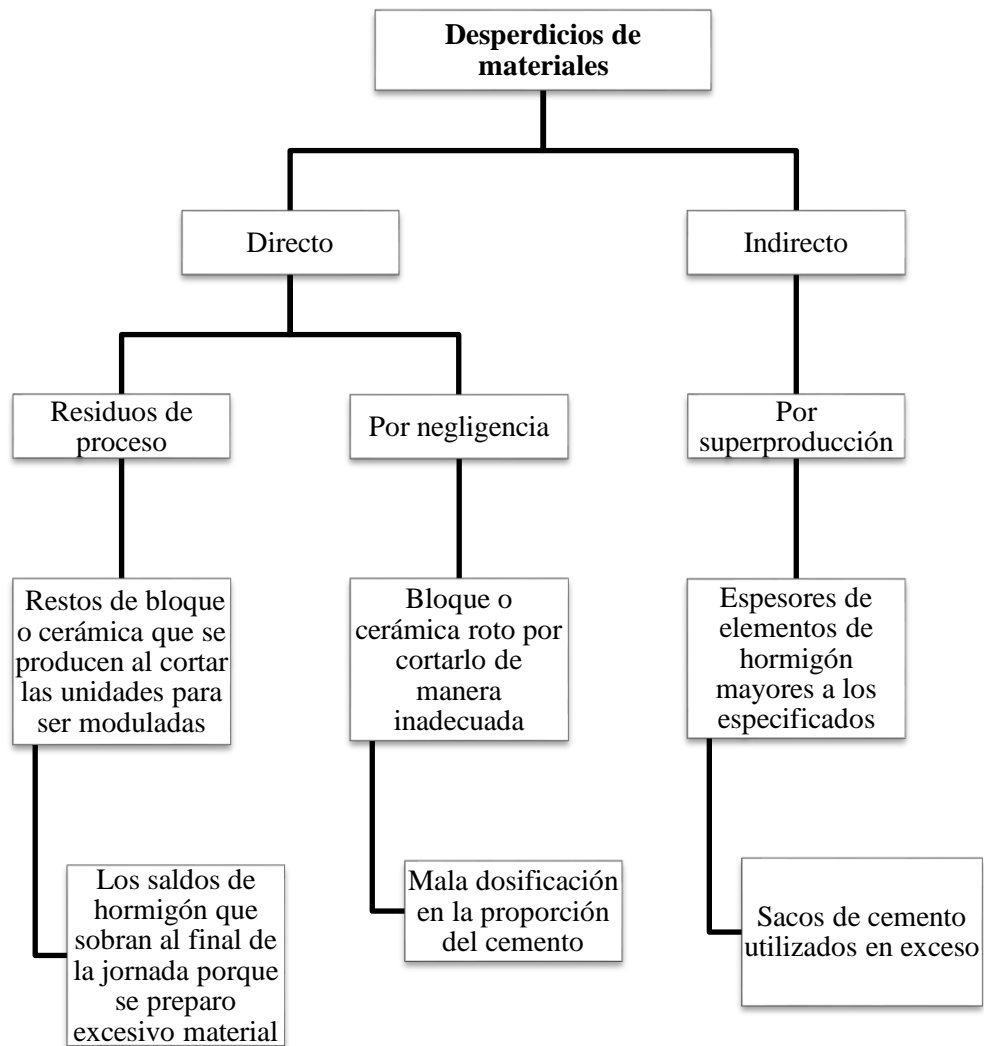 Desperdicios de
materiales
Directo
Indirecto
Residuos de
proceso
Por negligencia
Por
superproducción
Restos de bloque
o cerámica que se
producen al cortar
las unidades para
ser moduladas
Bloque o
cerámica roto por
cortarlo de
manera
inadecuada
Espesores de
elementos de
hormigón
mayores a los
especificados
Los saldos de
hormigón que
sobran al final de
la jornada porque
se preparo
excesivo material
Mala dosificación
en la proporción
del cemento
Sacos de cemento
utilizados en exceso